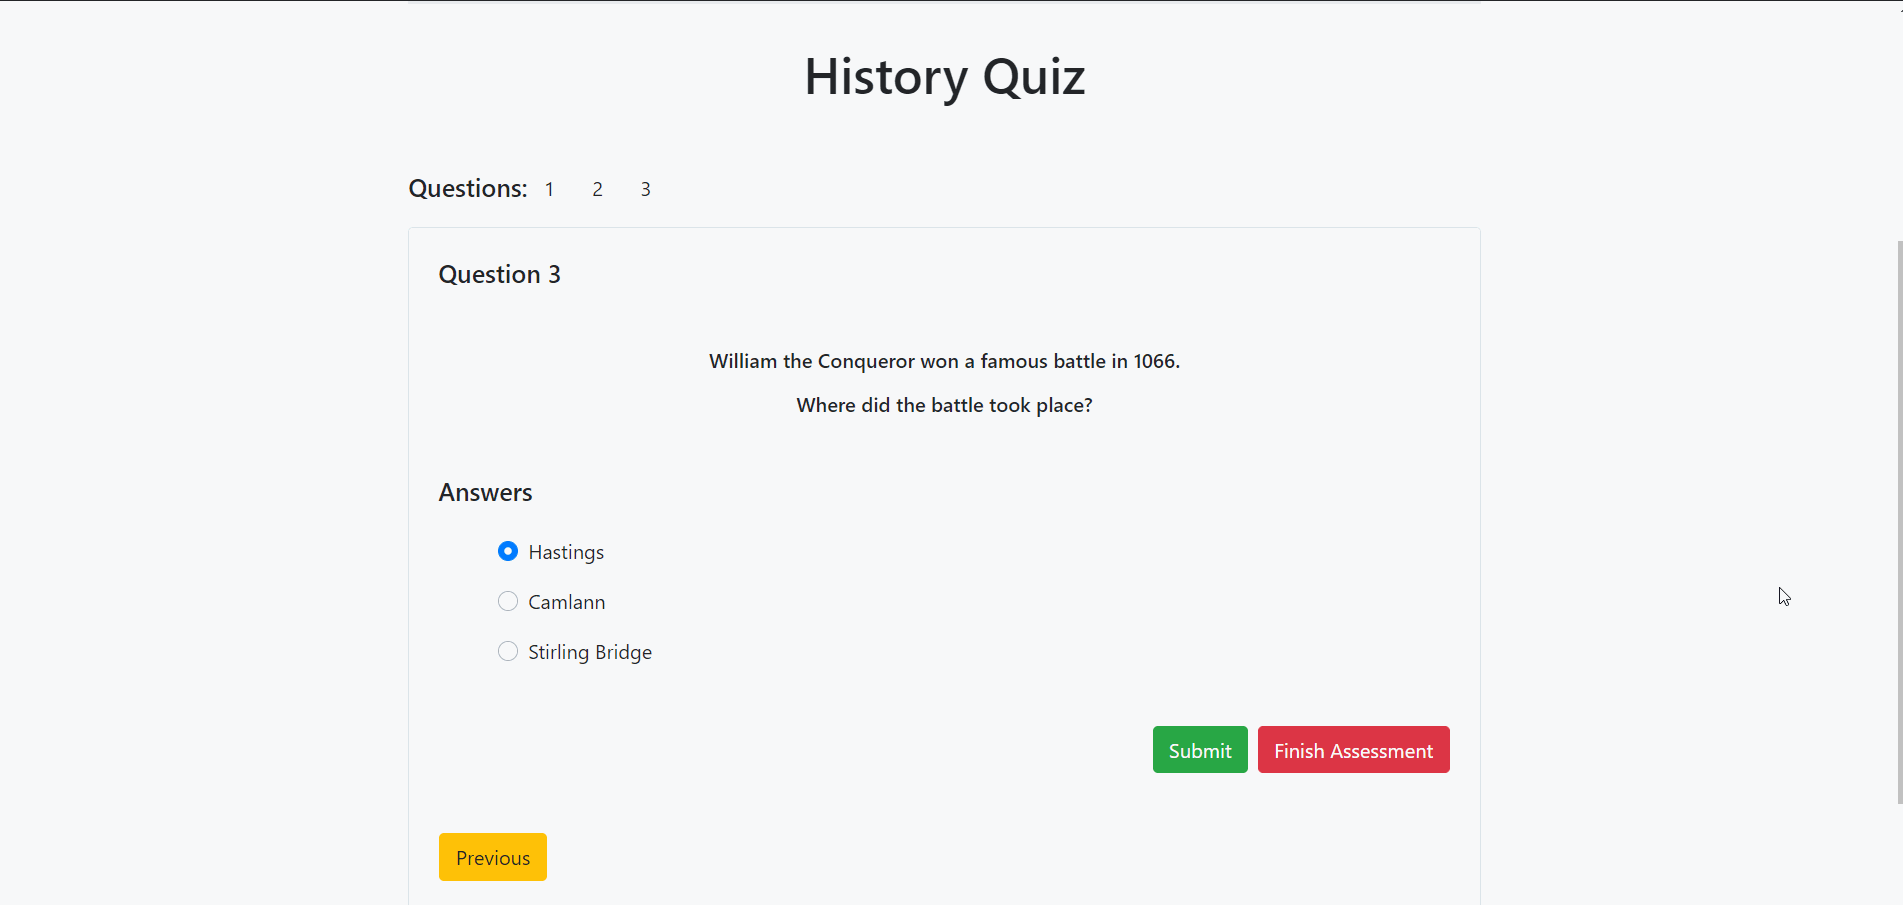 History Quiz
Questions: 1 2 3
Question 3
William the Conqueror won a famous battle in 1066.
Where did the battle took place?
Answers
Hastings
Camlann
Stirling Bridge
Submit Finish Assessment
Previous